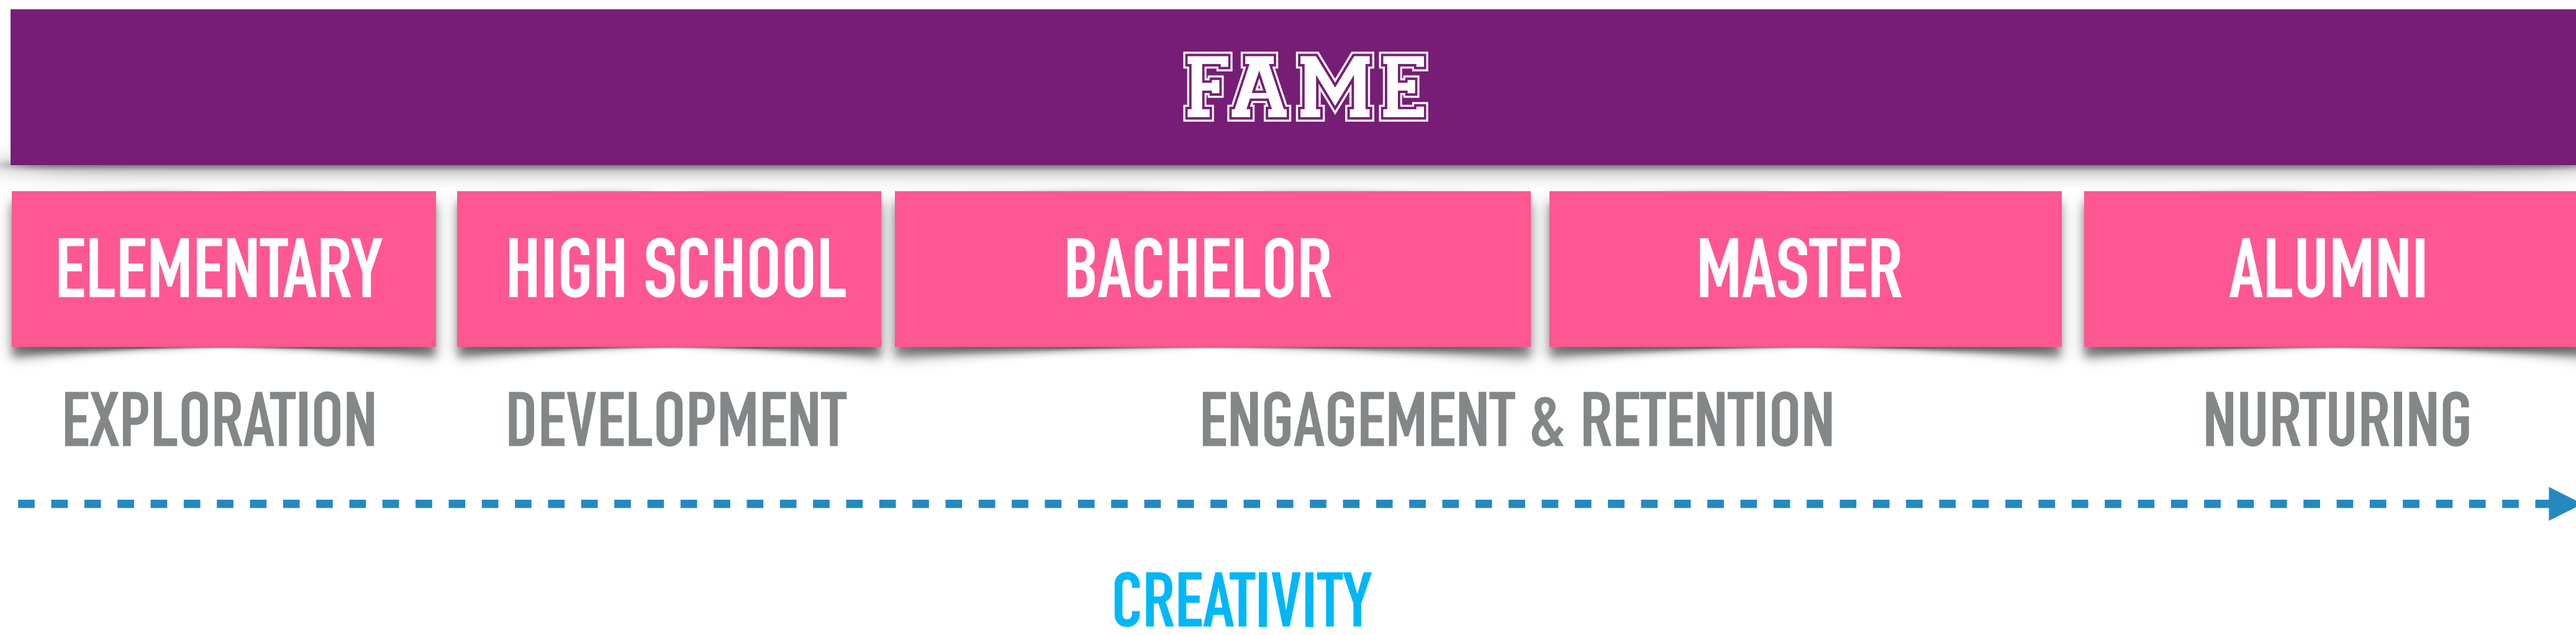 FAME
ELEMENTARY HIGH SCHOOL BACHELOR MASTER ALUMNI
EXPLORATION DEVELOPMENT ENGAGEMENT & RETENTION NURTURING
CREATIVITY